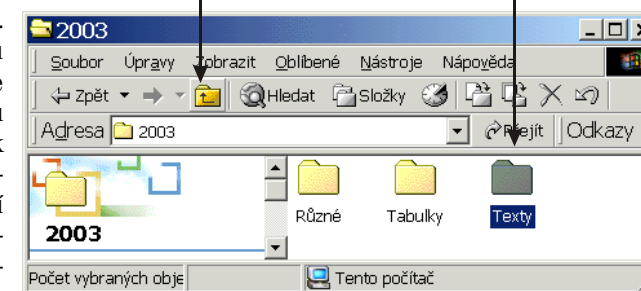 2003
Soubor Úpravy Zobrazit Oblíbené Nástroje Nápověda
Zpět Hledat Složky
Adresa 2003 Přejít Odkazy
Různé Tabulky Texty
2003
Počet vybraných obje Tento počítač